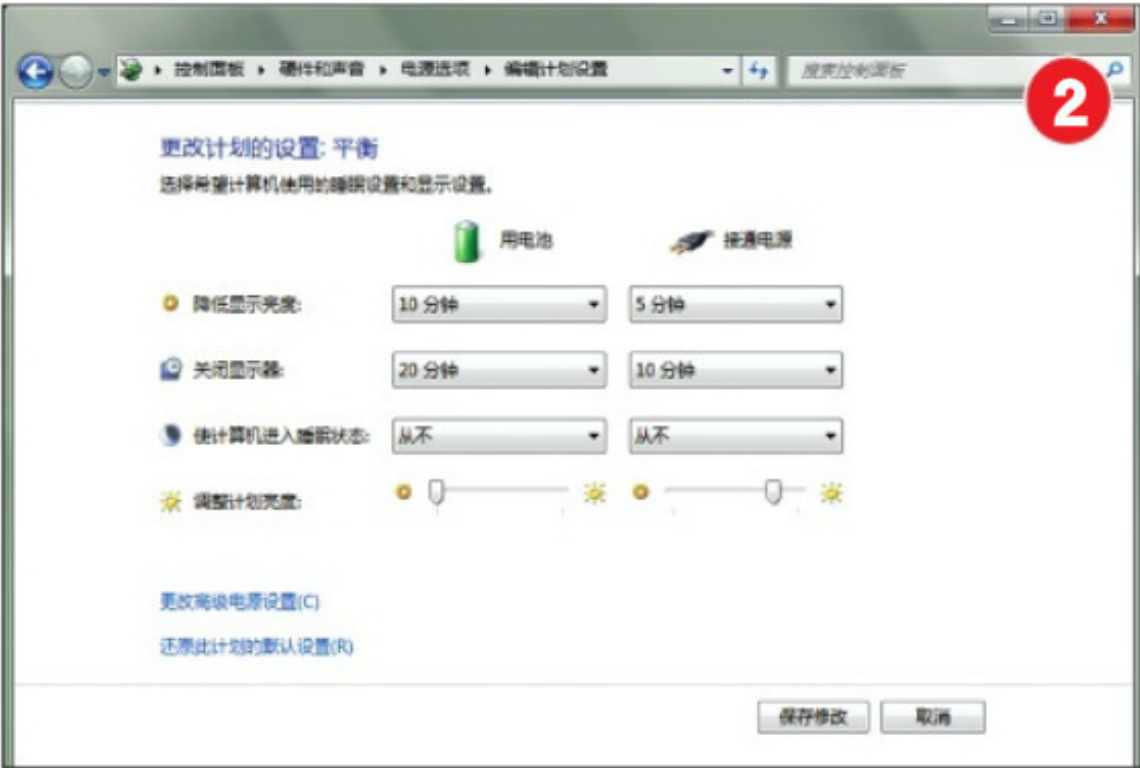 控制面板 硬件和声音 电源选项 编辑计划设置 搜索控制面板
2
更改计划的设置: 平衡
选择希望计算机使用的睡眠设置和显示设置。
用电池 接通电源
降低显示亮度: 10 分钟 5 分钟
关闭显示器: 20 分钟 10 分钟
使计算机进入睡眠状态: 从不 从不
调整计划亮度:
更改高级电源设置(C)
还原此计划的默认设置(R)
保存修改 取消